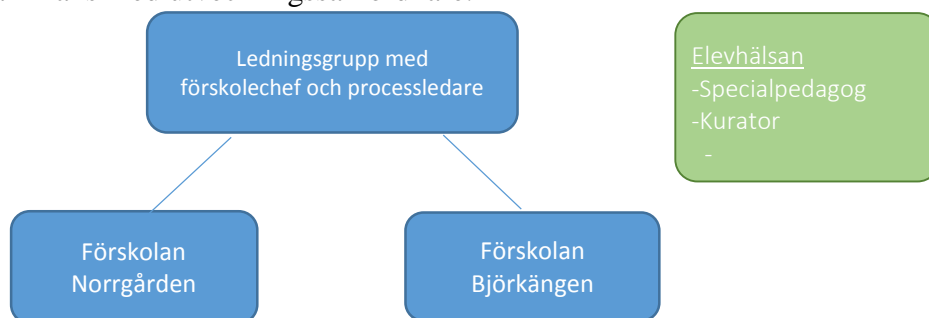 Ledningsgrupp med
förskolechef och processledare
Elevhälsan
-Specialpedagog
-Kurator
-
Förskolan
Norrgården
Förskolan
Björkängen